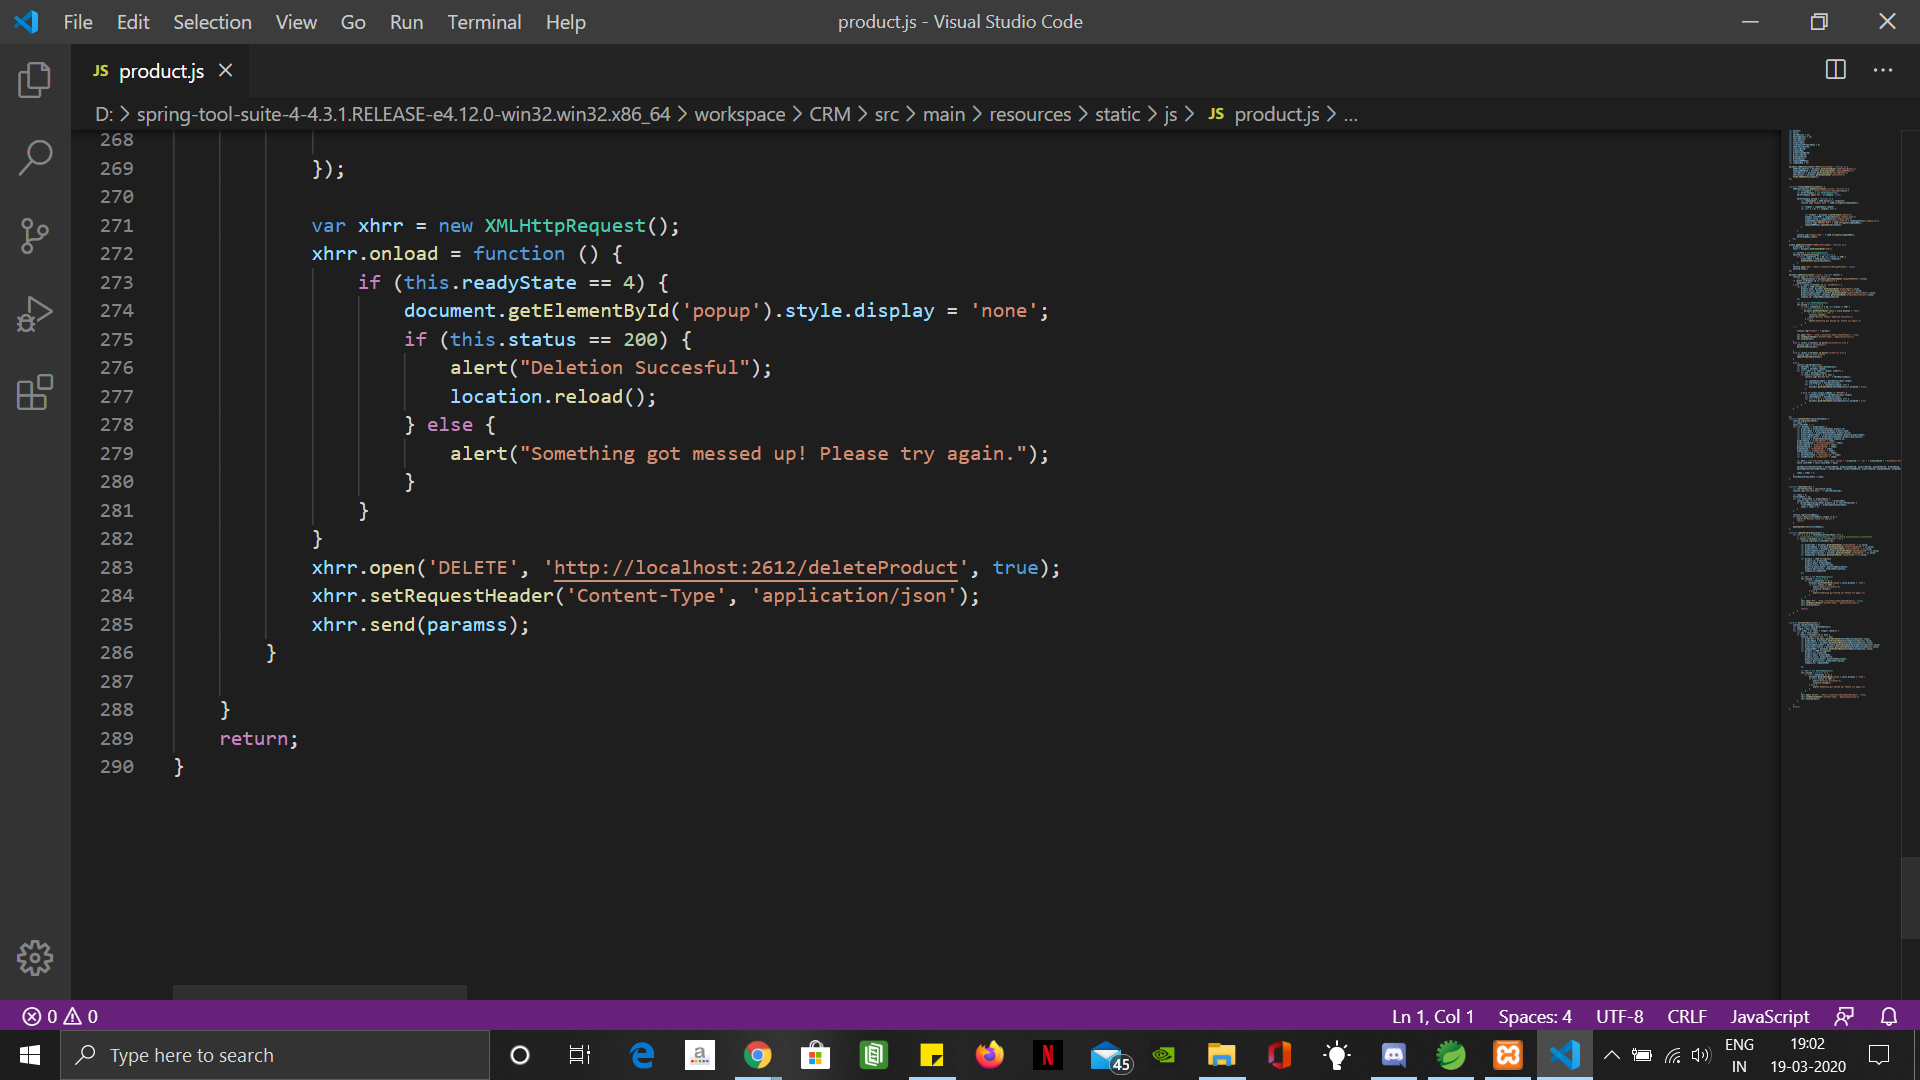 File Edit Selection View Go Run Terminal Help
product.js - Visual Studio Code
JS product.js
D: > spring-tool-suite-4-4.3.1.RELEASE-e4.12.0-win32.win32.x86_64 > workspace > CRM > src > main > resources > static > js > JS product.js > ...
268
269 });
270
271 var xhrr = new XMLHttpRequest();
272 xhrr.onload = function () {
273 if (this.readyState == 4) {
274 document.getElementById('popup').style.display = 'none';
275 if (this.status == 200) {
276 alert("Deletion Succesful");
277 location.reload();
278 } else {
279 alert("Something got messed up! Please try again.");
280 }
281 }
282 }
283 xhrr.open('DELETE', 'http://localhost:2612/deleteProduct', true);
284 xhrr.setRequestHeader('Content-Type', 'application/json');
285 xhrr.send(paramss);
286 }
287
288 }
289 return;
290 }
0 0
Ln 1, Col 1 Spaces: 4 UTF-8 CRLF JavaScript
Type here to search
a
N
45
ENG
IN
19:02
19-03-2020